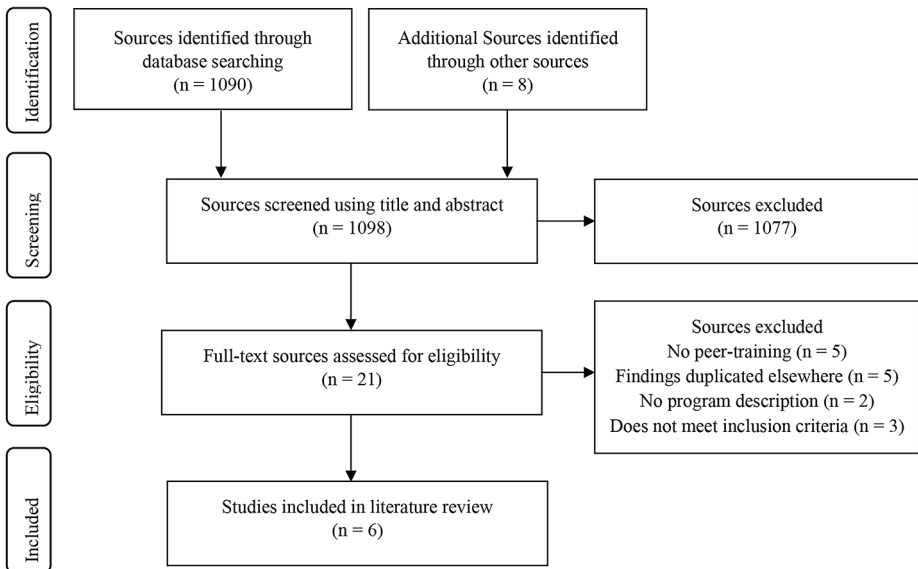 Identification
Sources identified through
database searching
(n = 1090)
Additional Sources identified
through other sources
(n = 8)
Screening
Sources screened using title and abstract
(n = 1098)
Sources excluded
(n = 1077)
Eligibility
Full-text sources assessed for eligibility
(n = 21)
Sources excluded
No peer-training (n = 5)
Findings duplicated elsewhere (n = 5)
No program description (n = 2)
Does not meet inclusion criteria (n = 3)
Included
Studies included in literature review
(n = 6)